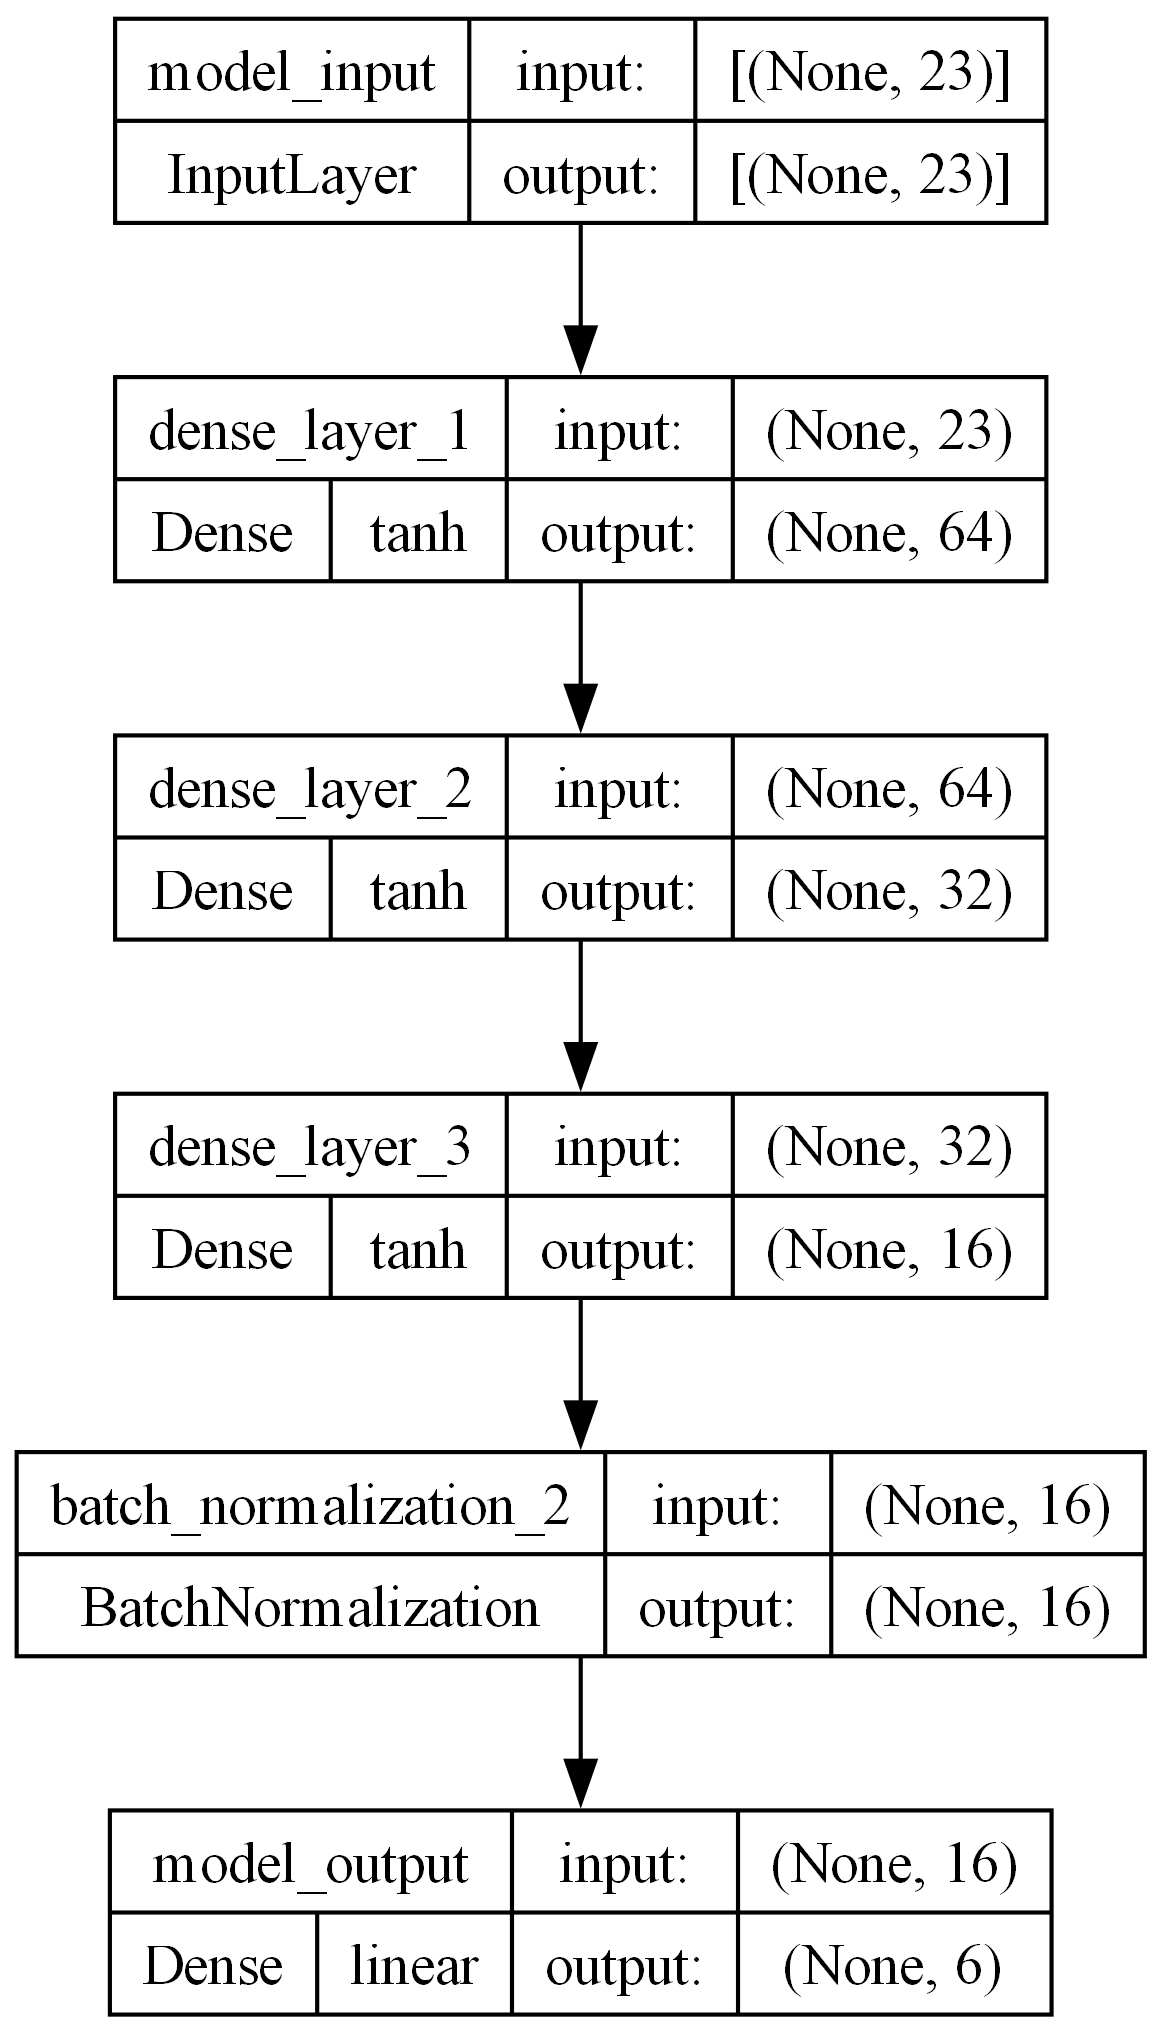 model_input input: [(None, 23)]
InputLayer output: [(None, 23)]
dense_layer_1 input: (None, 23)
Dense tanh output: (None, 64)
dense_layer_2 input: (None, 64)
Dense tanh output: (None, 32)
dense_layer_3 input: (None, 32)
Dense tanh output: (None, 16)
batch_normalization_2 input: (None, 16)
BatchNormalization output: (None, 16)
model_output input: (None, 16)
Dense linear output: (None, 6)